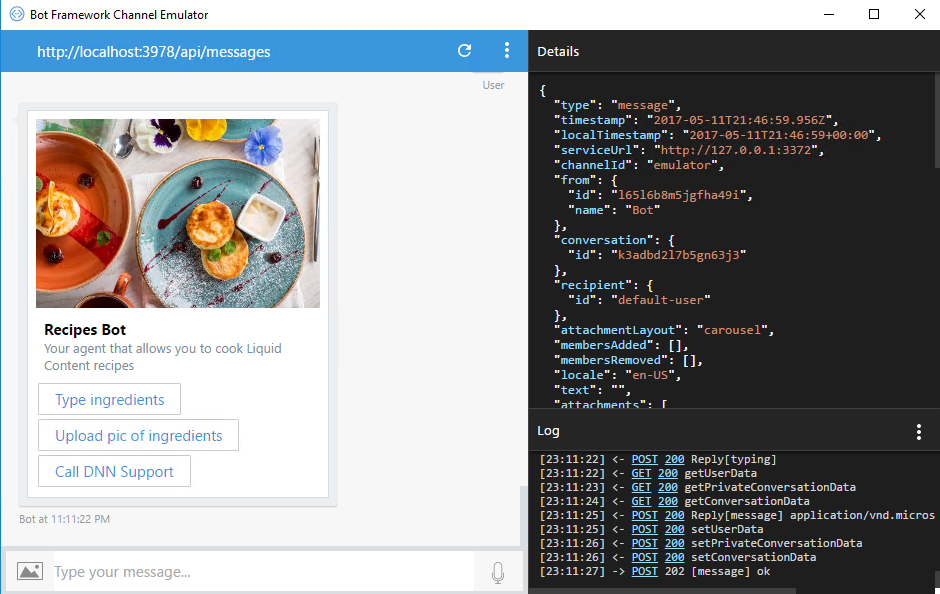 Bot Framework Channel Emulator
http://localhost:3978/api/messages
User
Recipes Bot
Your agent that allows you to cook Liquid
Content recipes
Type ingredients
Upload pic of ingredients
Call DNN Support
Bot at 11:11:22 PM
Type your message...
Details
{
"type": "message",
"timestamp": "2017-05-11T21:46:59.956Z",
"localTimestamp": "2017-05-11T21:46:59+00:00",
"serviceUrl": "http://127.0.0.1:3372",
"channelId": "emulator",
"from": {
"id": "l65l6b8m5jgfha49i",
"name": "Bot"
},
"conversation": {
"id": "k3adbd2l7b5gn63j3"
},
"recipient": {
"id": "default-user"
},
"attachmentLayout": "carousel",
"membersAdded": [],
"membersRemoved": [],
"locale": "en-US",
"text": "",
"attachments": [
Log
[23:11:22] <- POST 200 Reply[typing]
[23:11:22] <- GET 200 getUserData
[23:11:23] <- GET 200 getPrivateConversationData
[23:11:24] <- GET 200 getConversationData
[23:11:25] <- POST 200 Reply[message] application/vnd.micros
[23:11:25] <- POST 200 setUserData
[23:11:26] <- POST 200 setPrivateConversationData
[23:11:26] <- POST 200 setConversationData
[23:11:27] -> POST 202 [message] ok